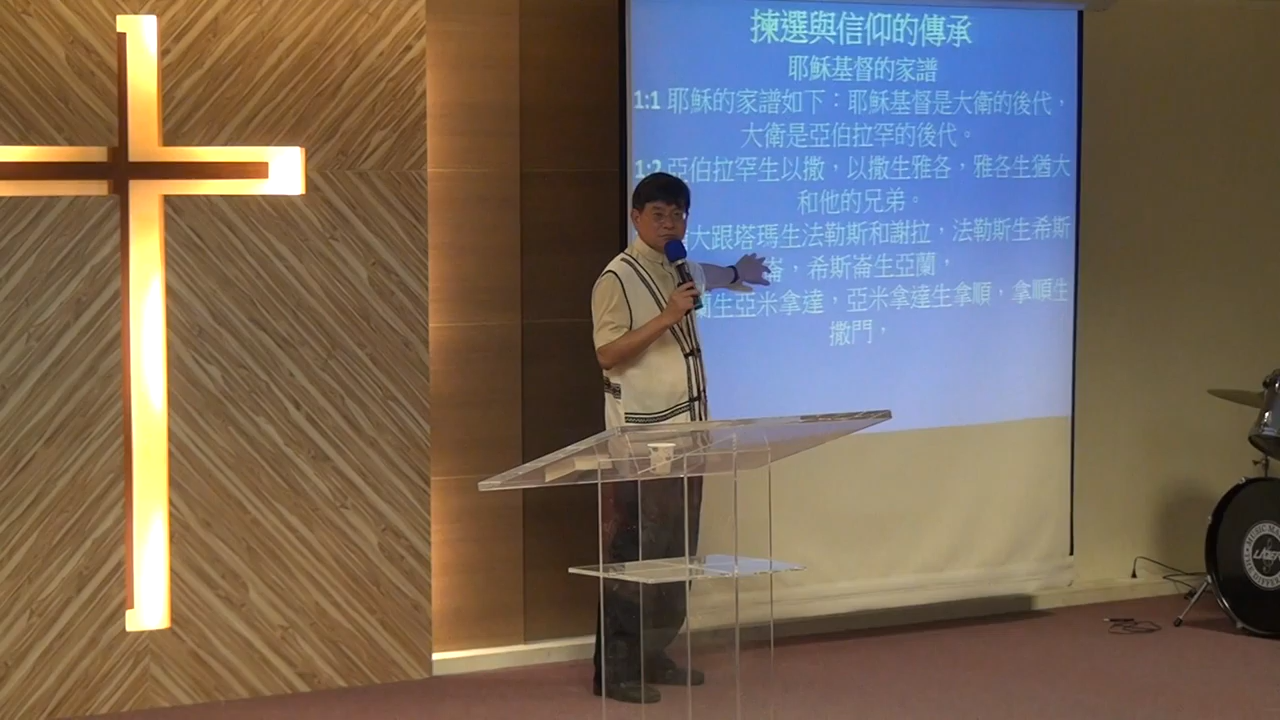 揀選與信仰的傳承
耶穌基督的家譜
1:1 耶穌的家譜如下：耶穌基督是大衛的後代，
大衛是亞伯拉罕的後代。
1:2 亞伯拉罕生以撒，以撒生雅各，雅各生猶大
和他的兄弟。
大跟塔瑪生法勒斯和謝拉，法勒斯生希斯
崙，希斯崙生亞蘭，
蘭生亞米拿達，亞米拿達生拿順，拿順生
撒門，